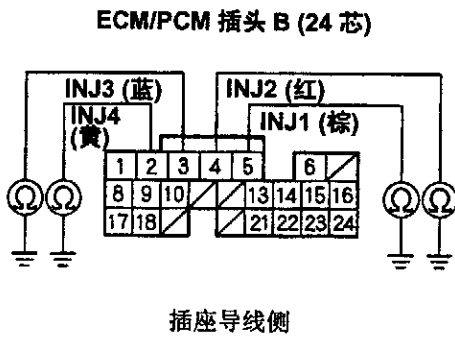 ECM/PCM 插头 B (24 芯)
INJ3 (蓝)
INJ2 (红)
INJ4 (黄)
INJ1 (棕)
1 2 3 4 5 6
8 9 10 13 14 15 16
17 18 21 22 23 24
Ω Ω Ω Ω
插座导线侧